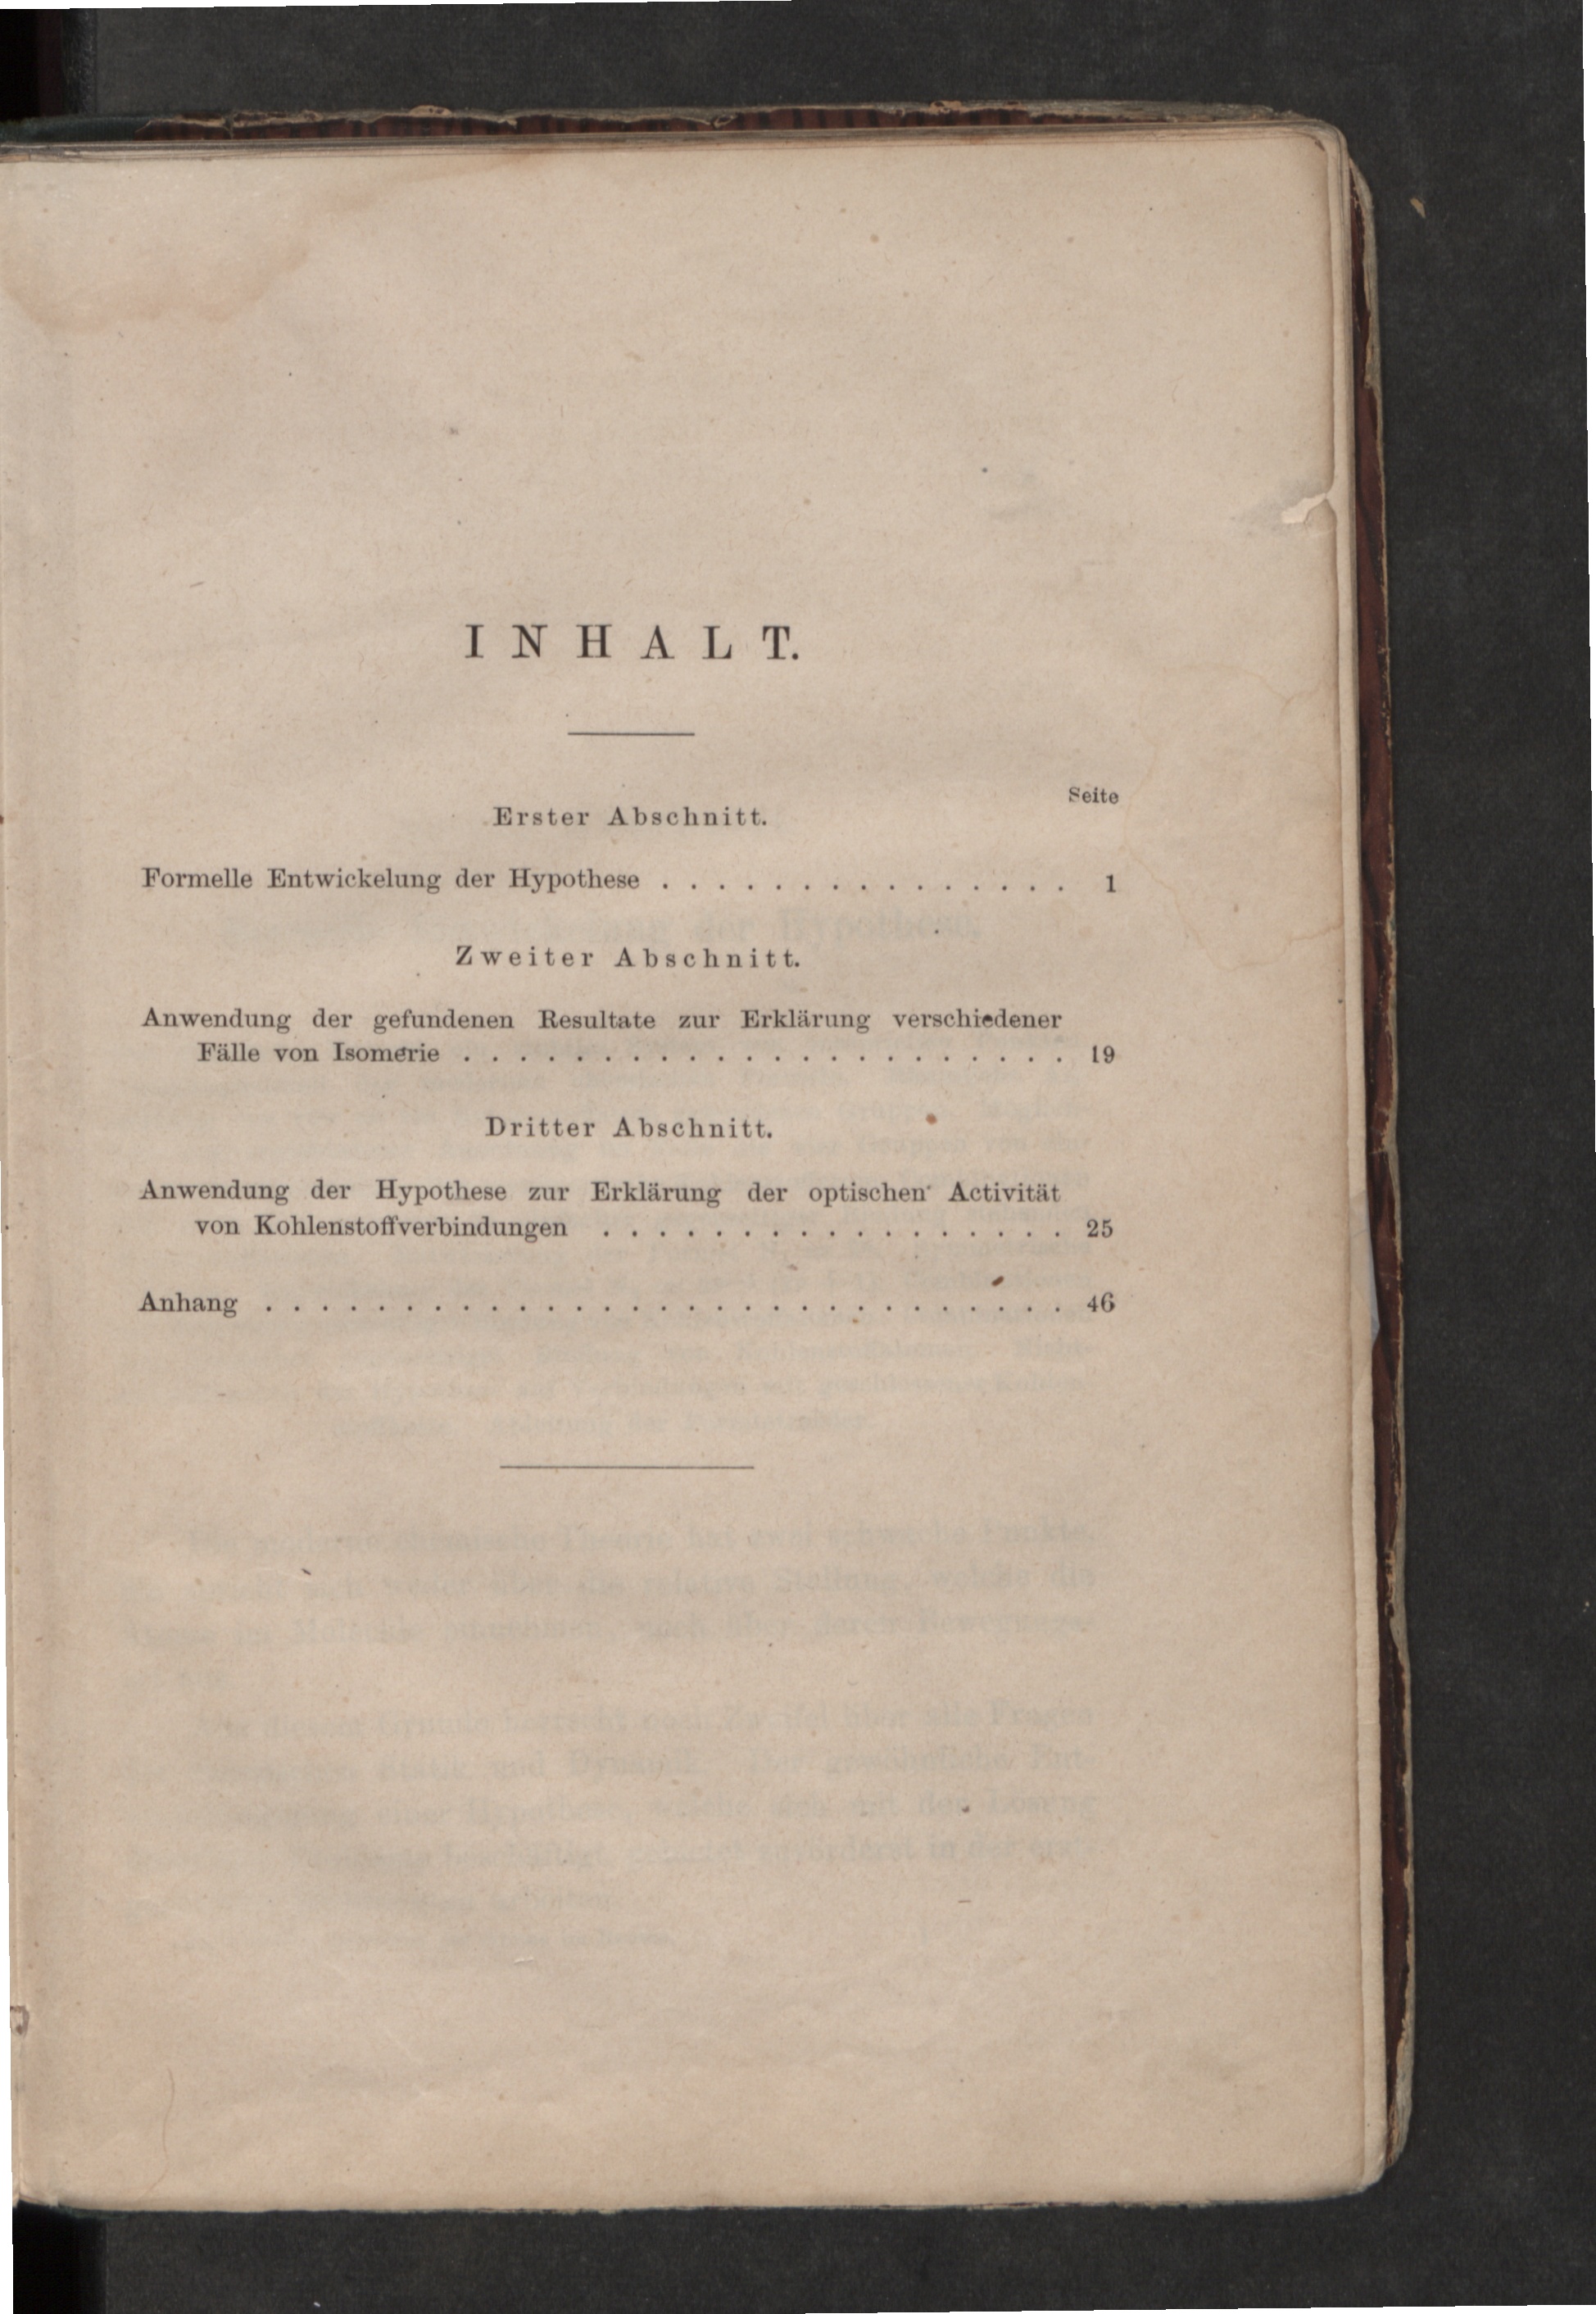 INHALT.
Seite
Erster Abschnitt.
Formelle Entwickelung der Hypothese . . . . . . . . . . . . . . . 1
Zweiter Abschnitt.
Anwendung der gefundenen Resultate zur Erklärung verschiedener
Fälle von Isomerie . . . . . . . . . . . . . . . . . . . . . . 19
Dritter Abschnitt.
Anwendung der Hypothese zur Erklärung der optischen Activität
von Kohlenstoffverbindungen . . . . . . . . . . . . . . . . . 25
Anhang . . . . . . . . . . . . . . . . . . . . . . . . . . . . . 46